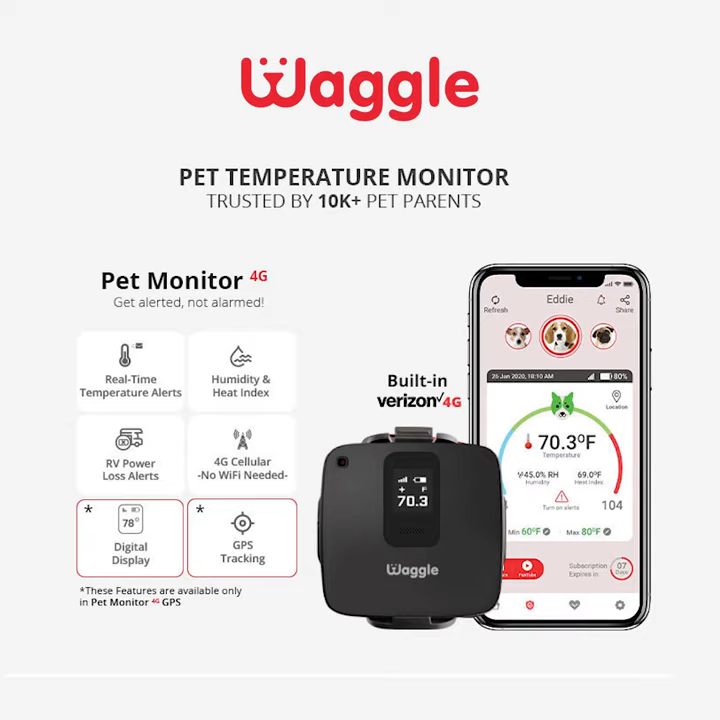 Waggle
PET TEMPERATURE MONITOR
TRUSTED BY 10K+ PET PARENTS
Pet Monitor 4G
Get alerted, not alarmed!
Real-Time
Temperature Alerts
Humidity &
Heat Index
RV Power
Loss Alerts
4G Cellular
-No WiFi Needed-
*
78°
Digital
Display
*
GPS
Tracking
*These Features are available only
in Pet Monitor 4G GPS
Built-in
verizon✓4G
F
70.3
Waggle
Refresh
Eddie
Share
26 Jan 2020, 18:10 AM
80%
Location
70.3°F
Temperature
45.0% RH
Humidity
69.0°F
Heat Index
Turn on alerts
104
Min 60°F
Max 80°F
YouTube
Subscription
Expires in
07
Days